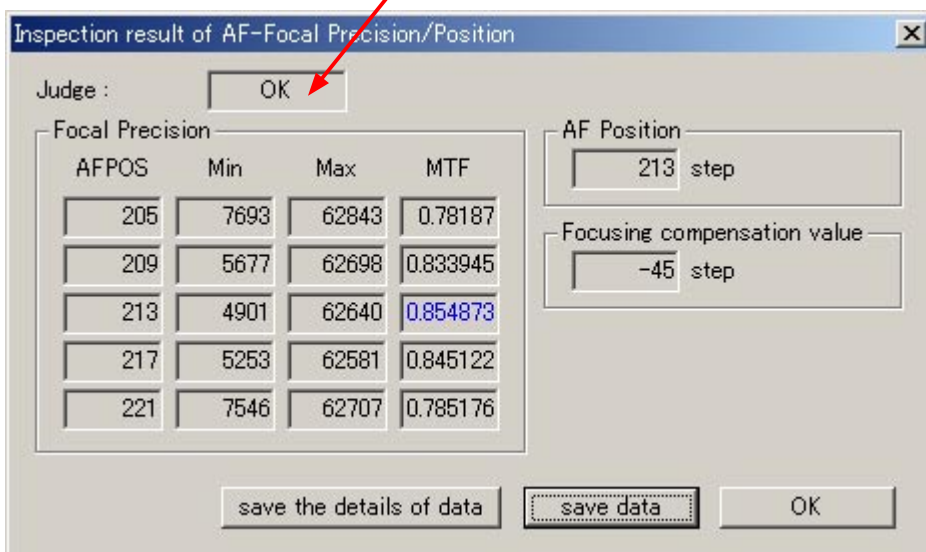 Inspection result of AF-Focal Precision/Position
Judge : OK
Focal Precision
AFPOS Min Max MTF
205 7693 62843 0.78187
209 5677 62698 0.833945
213 4901 62640 0.854873
217 5253 62581 0.845122
221 7546 62707 0.785176
AF Position
213 step
Focusing compensation value
-45 step
save the details of data save data OK